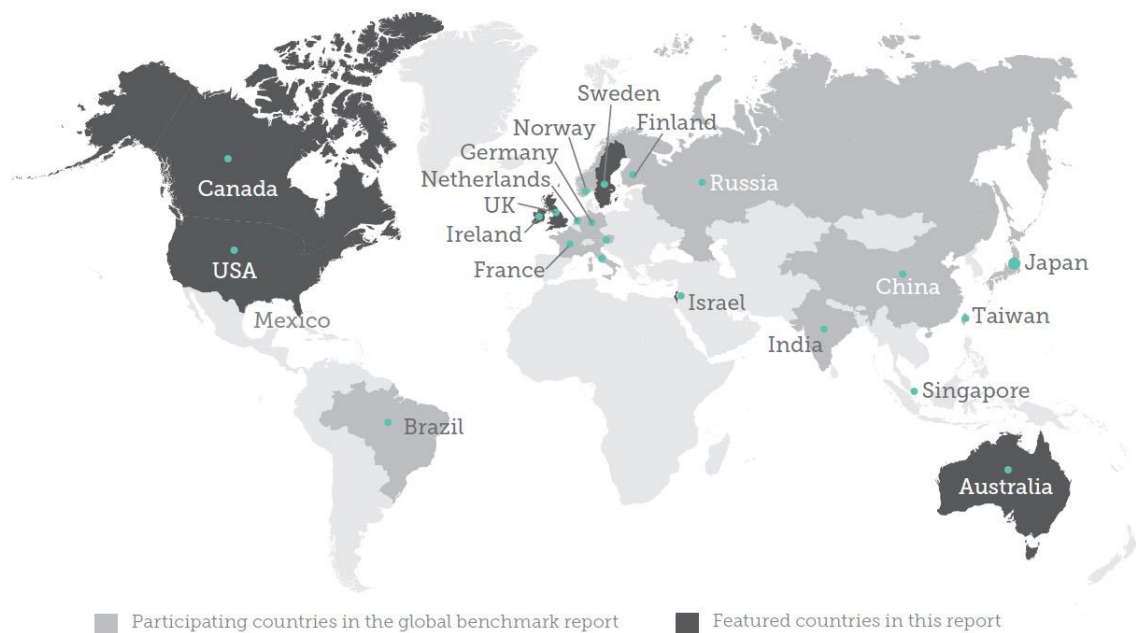 Sweden
Norway
Finland
Germany
Netherlands
Russia
Canada
UK
Ireland
USA
France
Japan
China
Israel
Mexico
Taiwan
India
Singapore
Brazil
Australia
Participating countries in the global benchmark report
Featured countries in this report